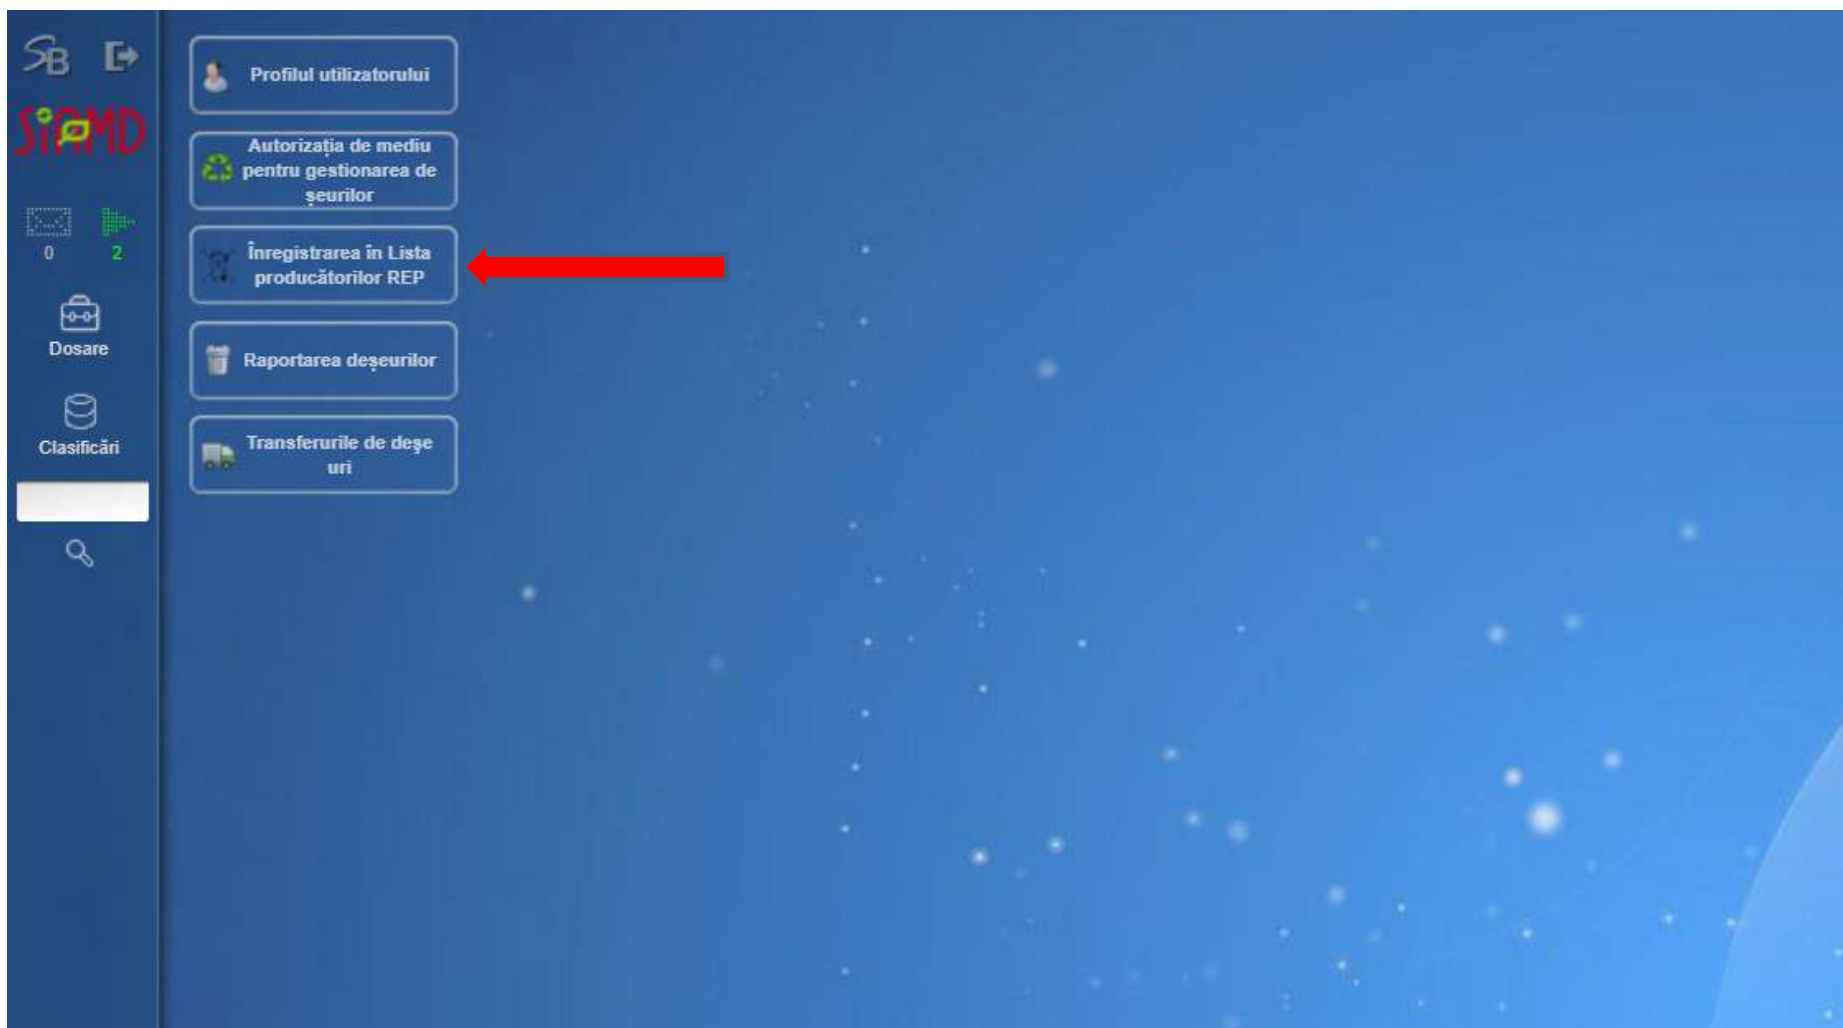 SB
SIAMD
0 2
Dosare
Clasificări
Profilul utilizatorului
Autorizația de mediu
pentru gestionarea de
șeurilor
Înregistrarea în Lista
producătorilor REP
Raportarea deșeurilor
Transferurile de deșe
uri